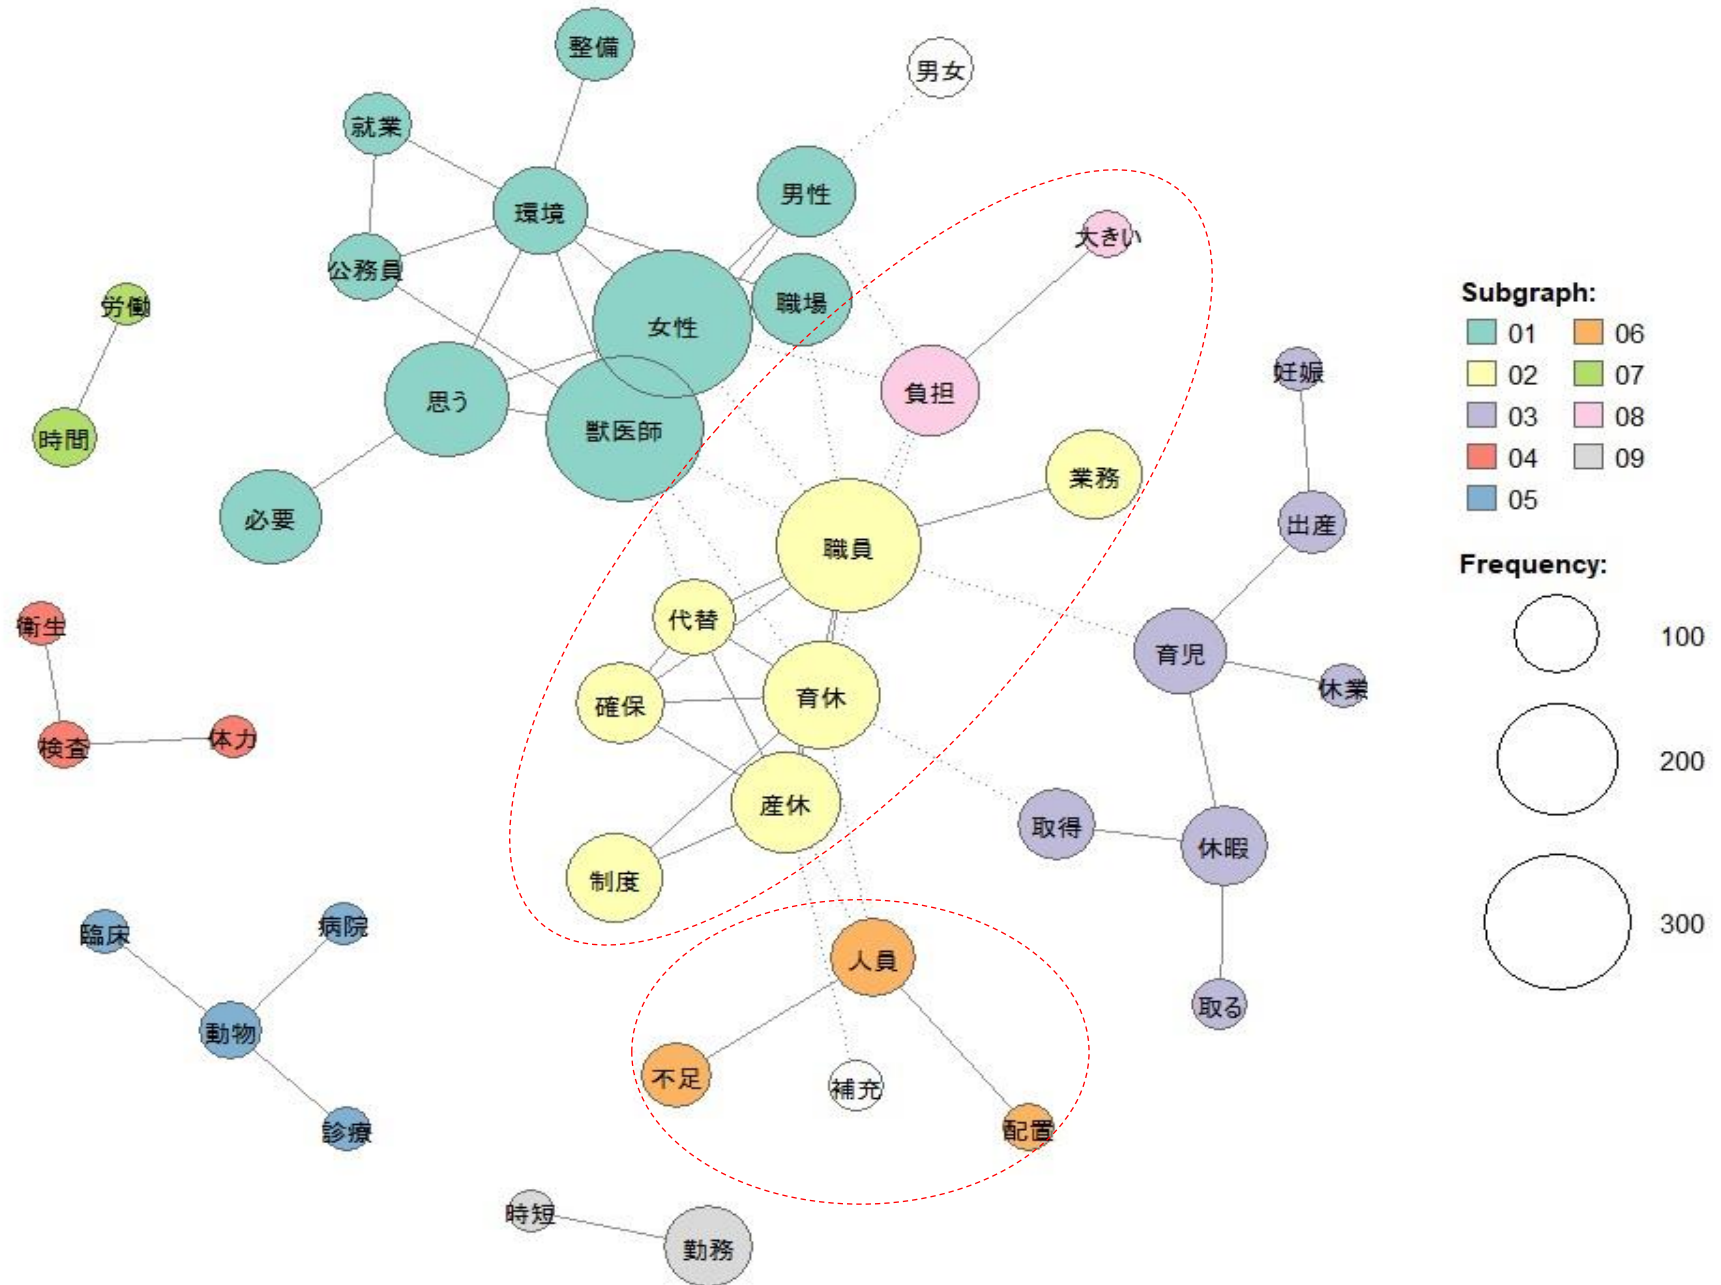 整備
男女
就業
男性
環境
大きい
公務員
職場
労働
女性
負担
妊娠
思う
獣医師
時間
業務
必要
出産
職員
代替
衛生
育児
休業
確保
育休
検査
体力
産休
取得
休暇
制度
臨床
病院
人員
取る
動物
不足
補充
診療
配置
時短
勤務
Subgraph:
01 06
02 07
03 08
04 09
05
Frequency:
100
200
300